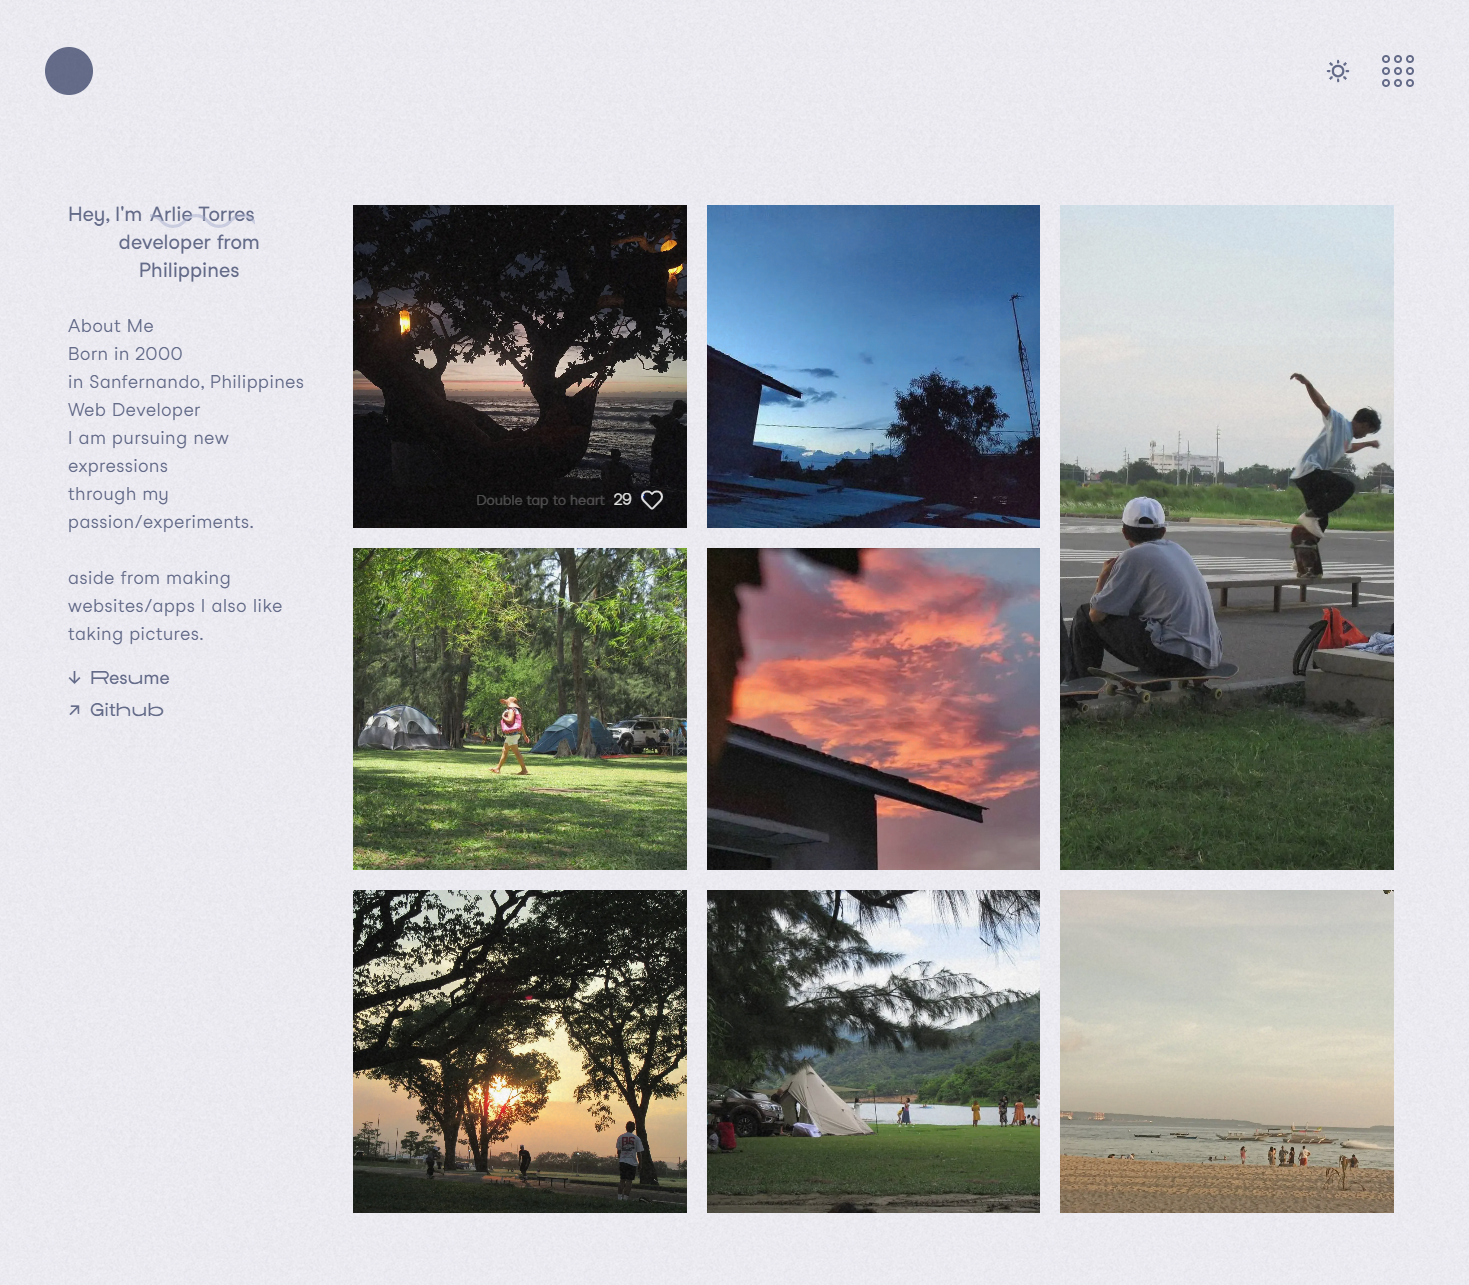 Hey, I'm Arlie Torres
developer from
Philippines
About Me
Born in 2000
in Sanfernando, Philippines
Web Developer
I am pursuing new
expressions
through my
passion/experiments.
aside from making
websites/apps I also like
taking pictures.
↓ Resume
↗ Github
Double tap to heart 29